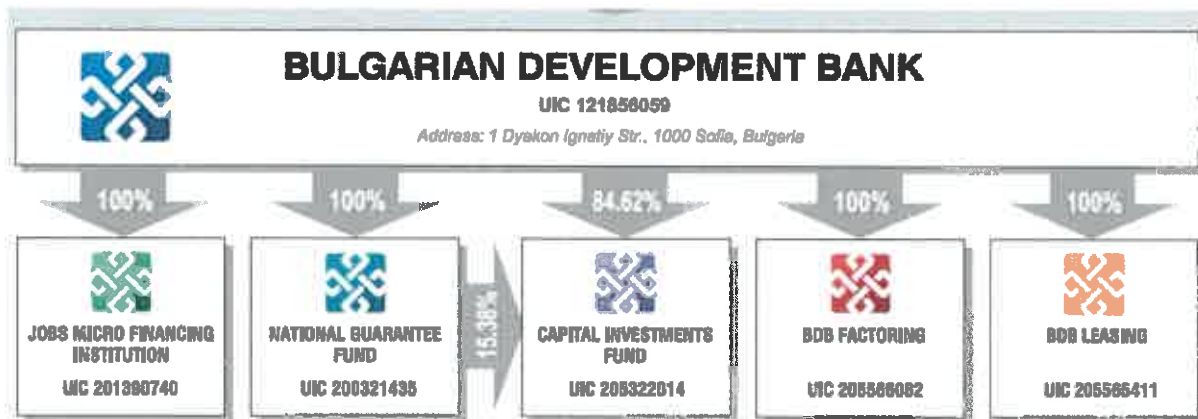 BULGARIAN DEVELOPMENT BANK
UIC 121856059
Address: 1 Dyakon Ignatiy Str., 1000 Sofia, Bulgaria
100%
100%
84.62%
100%
100%
JOBS MICRO FINANCING
INSTITUTION
UIC 201390740
NATIONAL GUARANTEE
FUND
UIC 200321435
15.38%
CAPITAL INVESTMENTS
FUND
UIC 205322014
BDB FACTORING
UIC 205566082
BDB LEASING
UIC 205565411